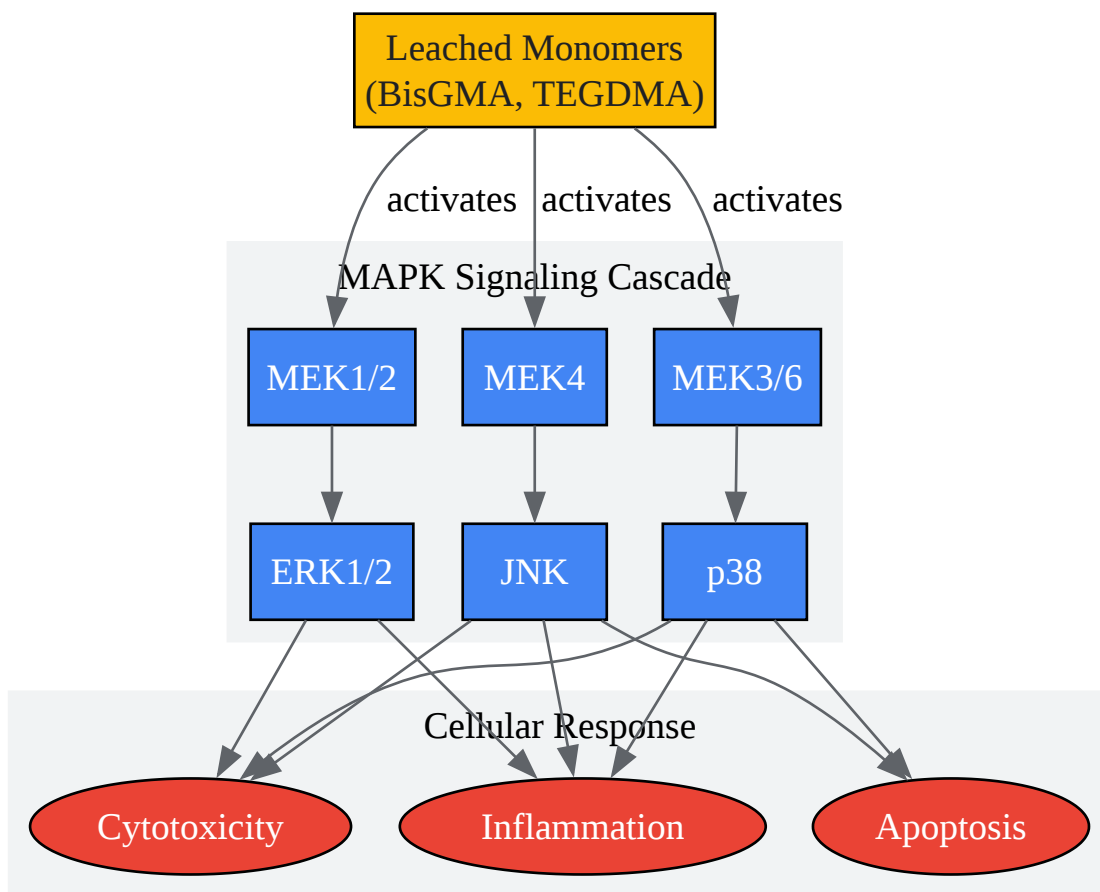 Leached Monomers
(BisGMA, TEGDMA)
activates
activates
activates
MAPK Signaling Cascade
MEK1/2
MEK4
MEK3/6
ERK1/2
JNK
p38
Cellular Response
Cytotoxicity
Inflammation
Apoptosis